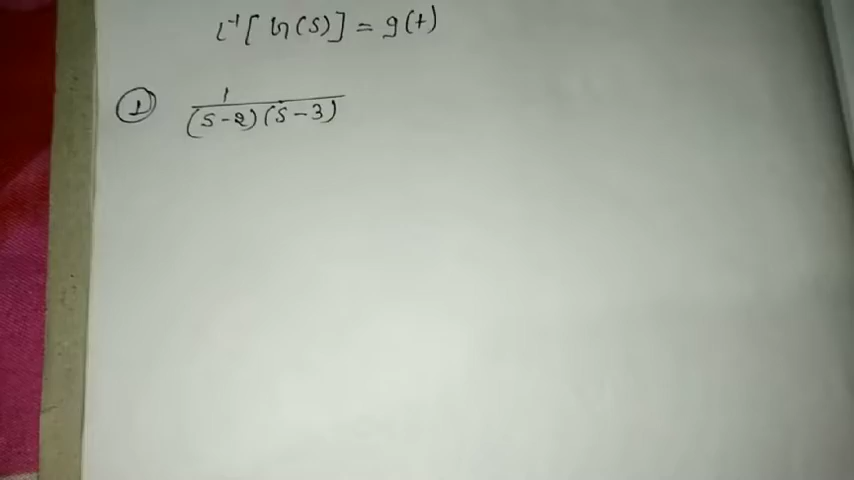 L⁻¹[G(s)] = g(t)
① 1/((s-2)(s-3))